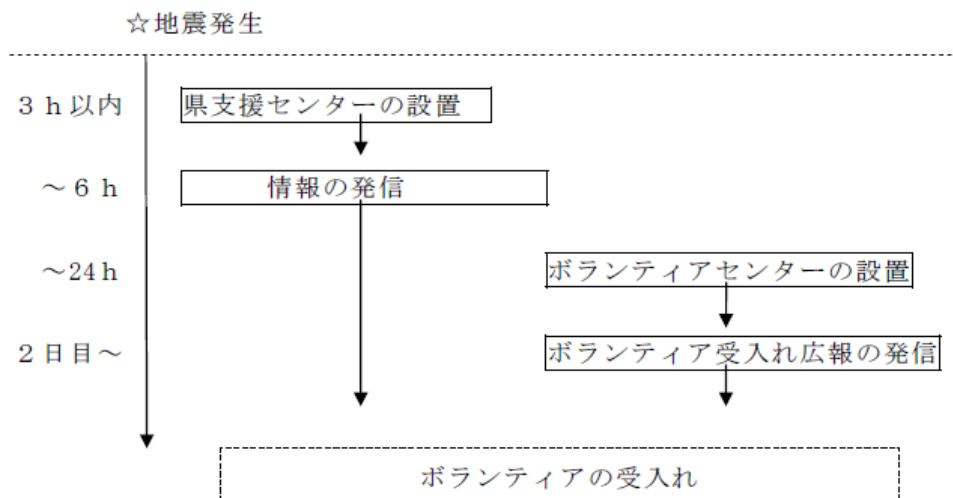 ☆地震発生
3h以内
県支援センターの設置
~6h
情報の発信
~24h
ボランティアセンターの設置
2日目~
ボランティア受入れ広報の発信
ボランティアの受入れ